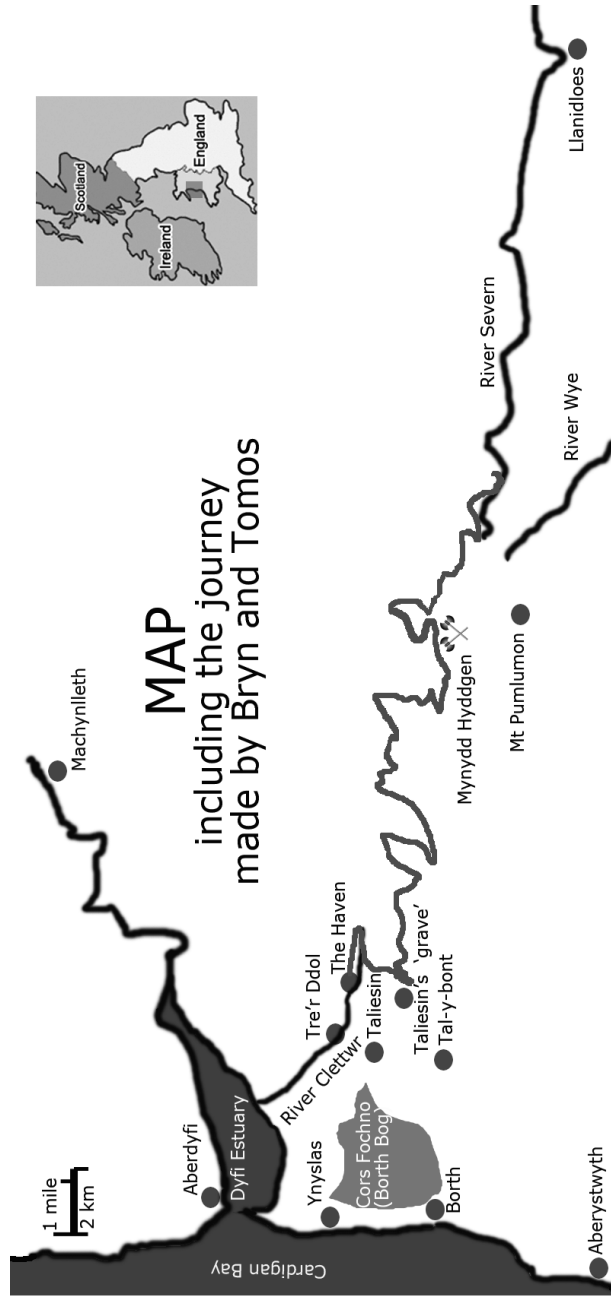 MAP
including the journey
made by Bryn and Tomos
Scotland
Ireland
England
1 mile
2 km
Machynlleth
Aberdyfi
Dyfi Estuary
Cardigan Bay
Ynyslas
Cors Fochno
(Borth Bog)
Borth
Aberystwyth
River Clettwr
Tre'r Ddol
The Haven
Taliesin
Taliesin's 'grave'
Tal-y-bont
Mynydd Hyddgen
Mt Pumlumon
River Severn
River Wye
Llanidloes